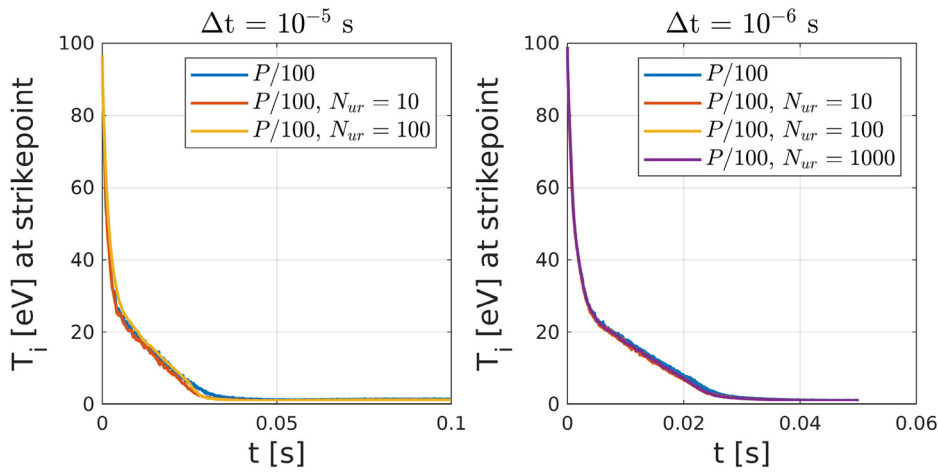 Δt = 10⁻⁵ s
100
80
60
40
20
0
T_i [eV] at strikepoint
P/100
P/100, N_ur = 10
P/100, N_ur = 100
0
0.05
0.1
t [s]
Δt = 10⁻⁶ s
100
80
60
40
20
0
T_i [eV] at strikepoint
P/100
P/100, N_ur = 10
P/100, N_ur = 100
P/100, N_ur = 1000
0
0.02
0.04
0.06
t [s]